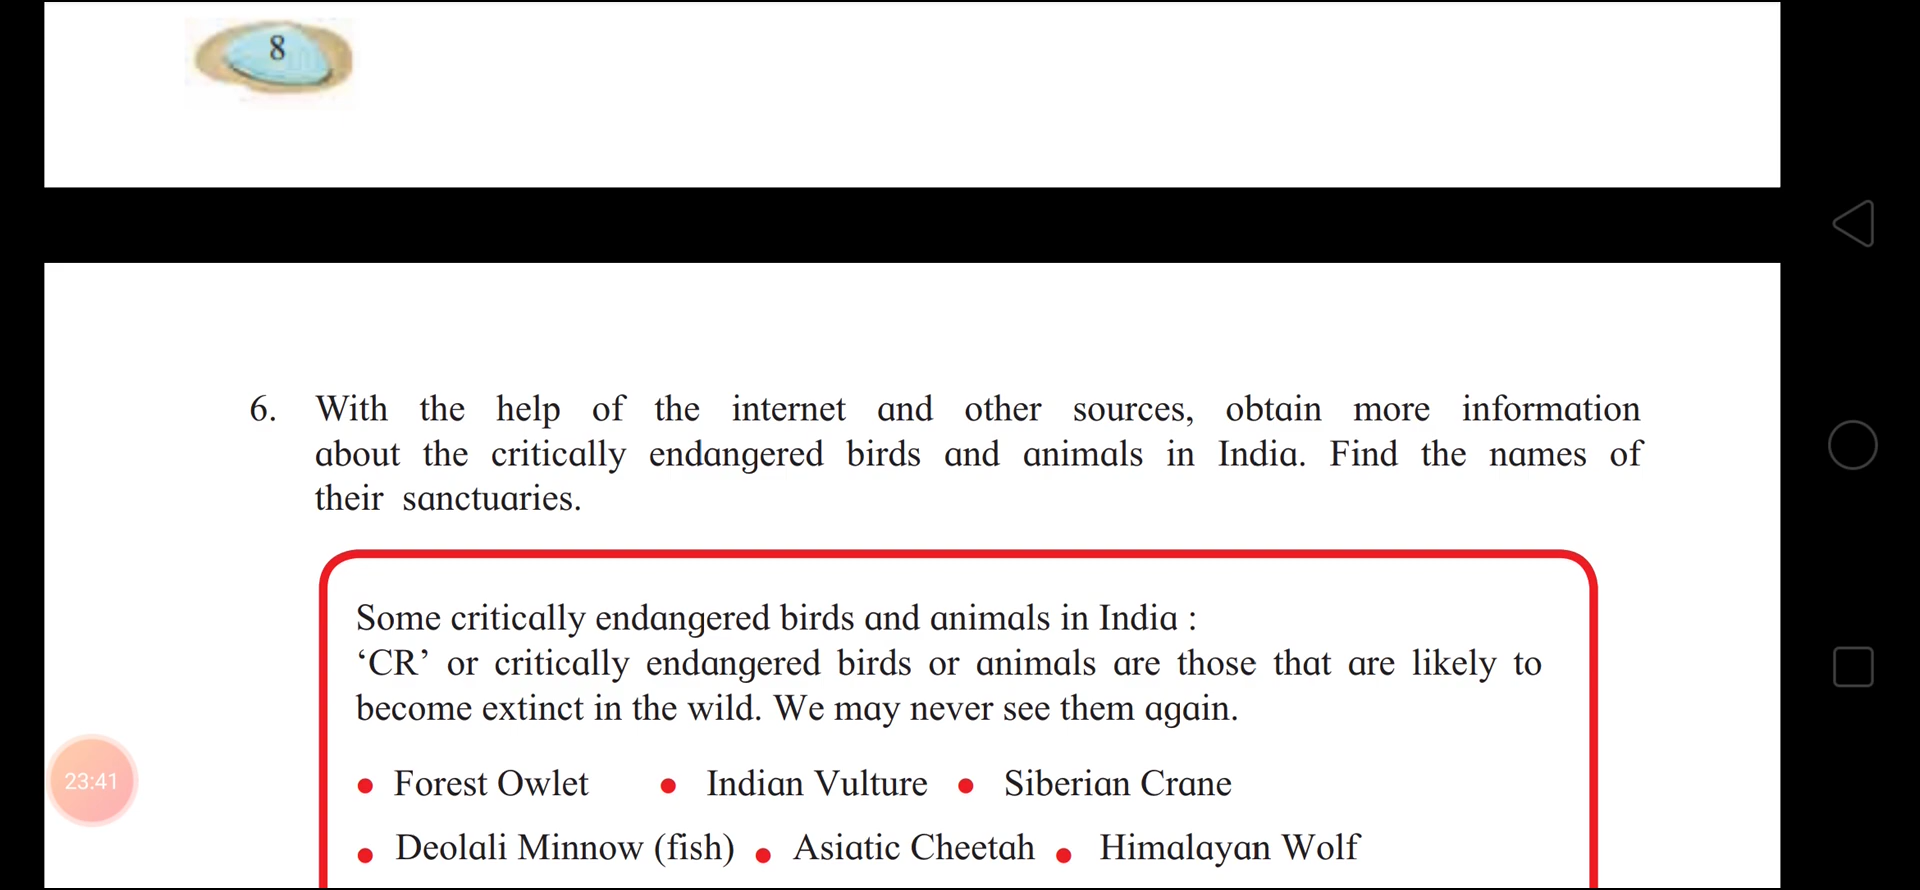 8
6. With the help of the internet and other sources, obtain more information
about the critically endangered birds and animals in India. Find the names of
their sanctuaries.
Some critically endangered birds and animals in India :
‘CR’ or critically endangered birds or animals are those that are likely to
become extinct in the wild. We may never see them again.
23:41
• Forest Owlet • Indian Vulture • Siberian Crane
• Deolali Minnow (fish) • Asiatic Cheetah • Himalayan Wolf